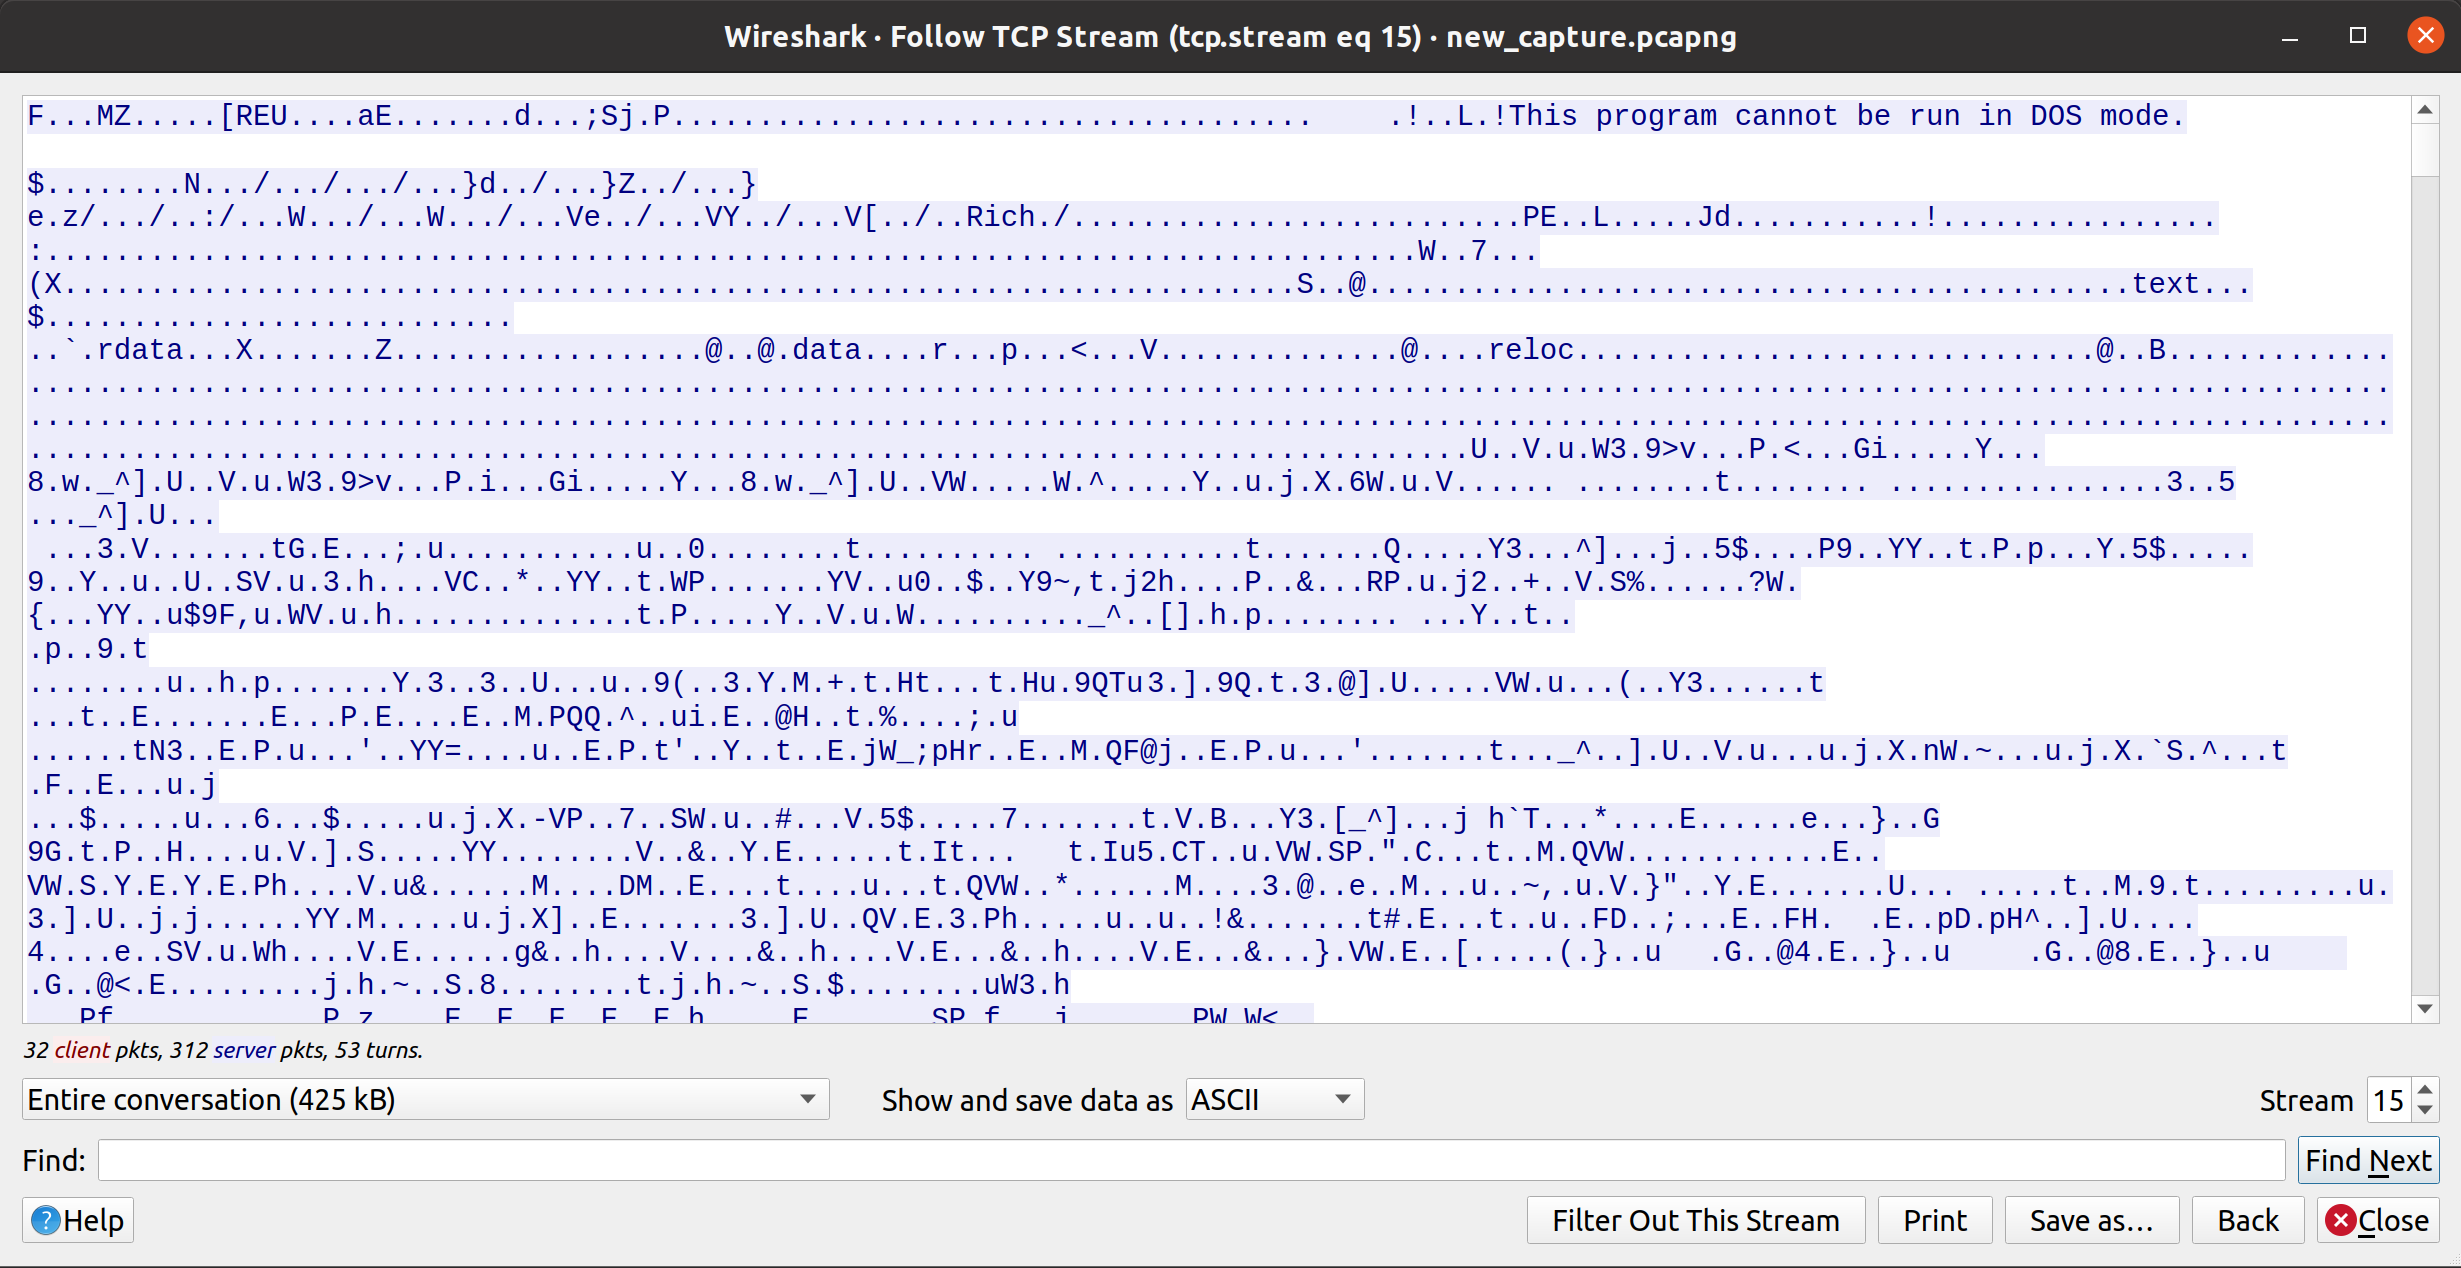 Wireshark · Follow TCP Stream (tcp.stream eq 15) · new_capture.pcapng
F...MZ.....[REU....aE.......d...;Sj.P..................................... .!..L.!This program cannot be run in DOS mode.
$........N.../.../.../...}d../...}Z../...}
e.z/.../..:/...W.../...W.../...Ve../...VY../...V[../..Rich./..........................PE..L.....Jd...........!................
:...............................................................................W..7...
(X.......................................................................S..@............................................text...
$...........................
..`.rdata...X.......Z..................@..@.data....r...p...<...V..............@....reloc..............................@..B.............
........................................................................................................................................
........................................................................................................................................
...................................................................................U..V.u.W3.9>v...P.<...Gi.....Y...
8.w._^].U..V.u.W3.9>v...P.i...Gi.....Y...8.w._^].U..VW.....W.^.....Y..u.j.X.6W.u.V...... ........t........ ................3..5
..._^].U...
...3.V.......tG.E...;.u...........u..0........t.......... ...........t.......Q.....Y3...^]...j..5$....P9..YY..t.P.p...Y.5$.....
9..Y..u..U..SV.u.3.h....VC..*..YY..t.WP.......YV..u0..$..Y9~,t.j2h....P..&...RP.u.j2..+..V.S%......?W.
{...YY..u$9F,u.WV.u.h..............t.P.....Y..V.u.W.........._^..[].h.p........ ...Y..t..
.p..9.t
........u..h.p.......Y.3..3..U...u..9(..3.Y.M.+.t.Ht...t.Hu.9QTu3.].9Q.t.3.@].U.....VW.u...(..Y3......t
...t..E.......E...P.E....E..M.PQQ.^..ui.E..@H..t.%....;.u
......tN3..E.P.u...'..YY=....u..E.P.t'..Y..t..E.jW_;pHr..E..M.QF@j..E.P.u...'.......t..._^..].U..V.u...u.j.X.nW.~...u.j.X.`S.^...t
.F..E...u.j
...$.....u...6...$.....u.j.X.-VP..7..SW.u..#...V.5$.....7.......t.V.B...Y3.[_^]...j h`T...*....E......e...}..G
9G.t.P..H....u.V.].S.....YY........V..&..Y.E......t.It... t.Iu5.CT..u.VW.SP.".C...t..M.QVW............E..
VW.S.Y.E.Y.E.Ph....V.u&......M....DM..E....t....u...t.QVW..*......M....3.@..e..M...u..~,.u.V.}"..Y.E.......U... .....t..M.9.t.........u.
3.].U..j.j......YY.M.....u.j.X]..E.......3.].U..QV.E.3.Ph.....u..u..!&.......t#.E...t..u..FD..;...E..FH. .E..pD.pH^..].U....
4....e..SV.u.Wh....V.E......g&..h....V....&..h....V.E...&..h....V.E...&...}.VW.E..[.....(.}..u .G..@4.E..}..u .G..@8.E..}..u
.G..@<.E.........j.h.~..S.8........t.j.h.~..S.$........uW3.h
32 client pkts, 312 server pkts, 53 turns.
Entire conversation (425 kB) Show and save data as ASCII Stream 15
Find: Find Next
Help Filter Out This Stream Print Save as… Back Close